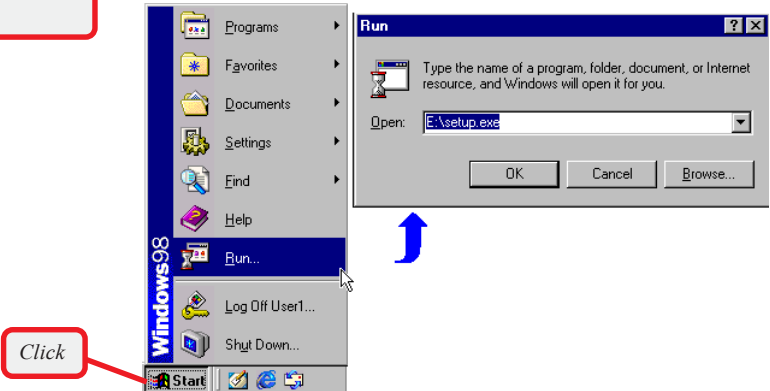 Programs
Favorites
Documents
Settings
Find
Help
Run...
Log Off User1...
Shut Down...
Windows98
Start
Click
Run
Type the name of a program, folder, document, or Internet
resource, and Windows will open it for you.
Open:
E:\setup.exe
OK
Cancel
Browse...